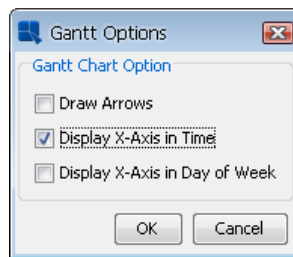 Gantt Options
Gantt Chart Option
Draw Arrows
Display X-Axis in Time
Display X-Axis in Day of Week
OK Cancel